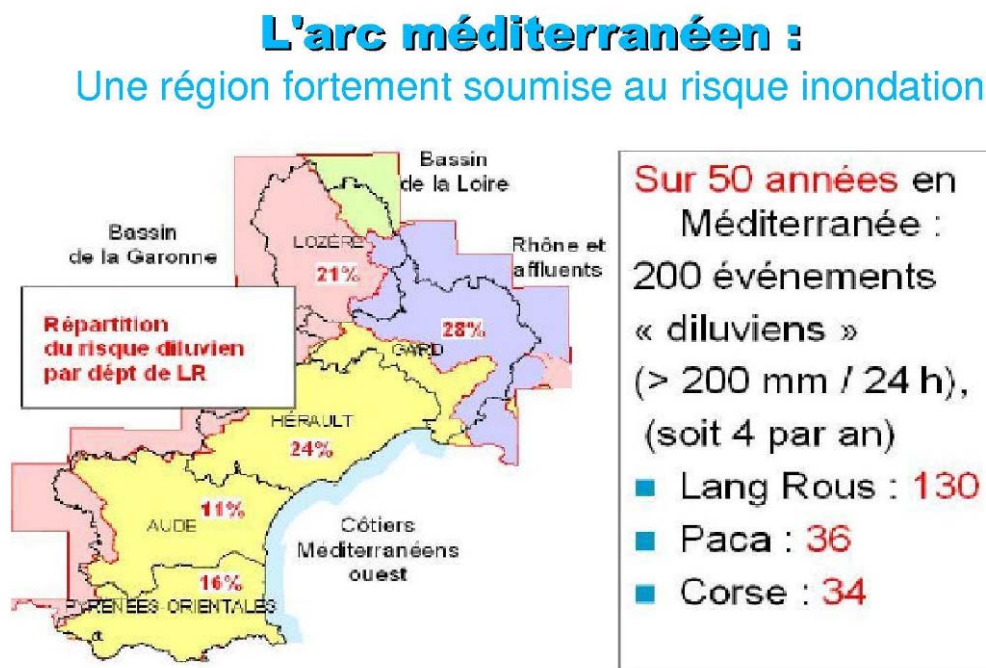 L'arc méditerranéen :
Une région fortement soumise au risque inondation
Bassin
de la Loire
Bassin
de la Garonne
LOZÈRE
21%
Rhône et
affluents
Répartition
du risque diluvien
par dépt de LR
28%
GARD
HÉRAULT
24%
11%
AUDE
Côtiers
Méditerranéens
ouest
16%
PYRENEES-ORIENTALES
Sur 50 années en
Méditerranée :
200 événements
« diluviens »
(> 200 mm / 24 h),
(soit 4 par an)
Lang Rous : 130
Paca : 36
Corse : 34